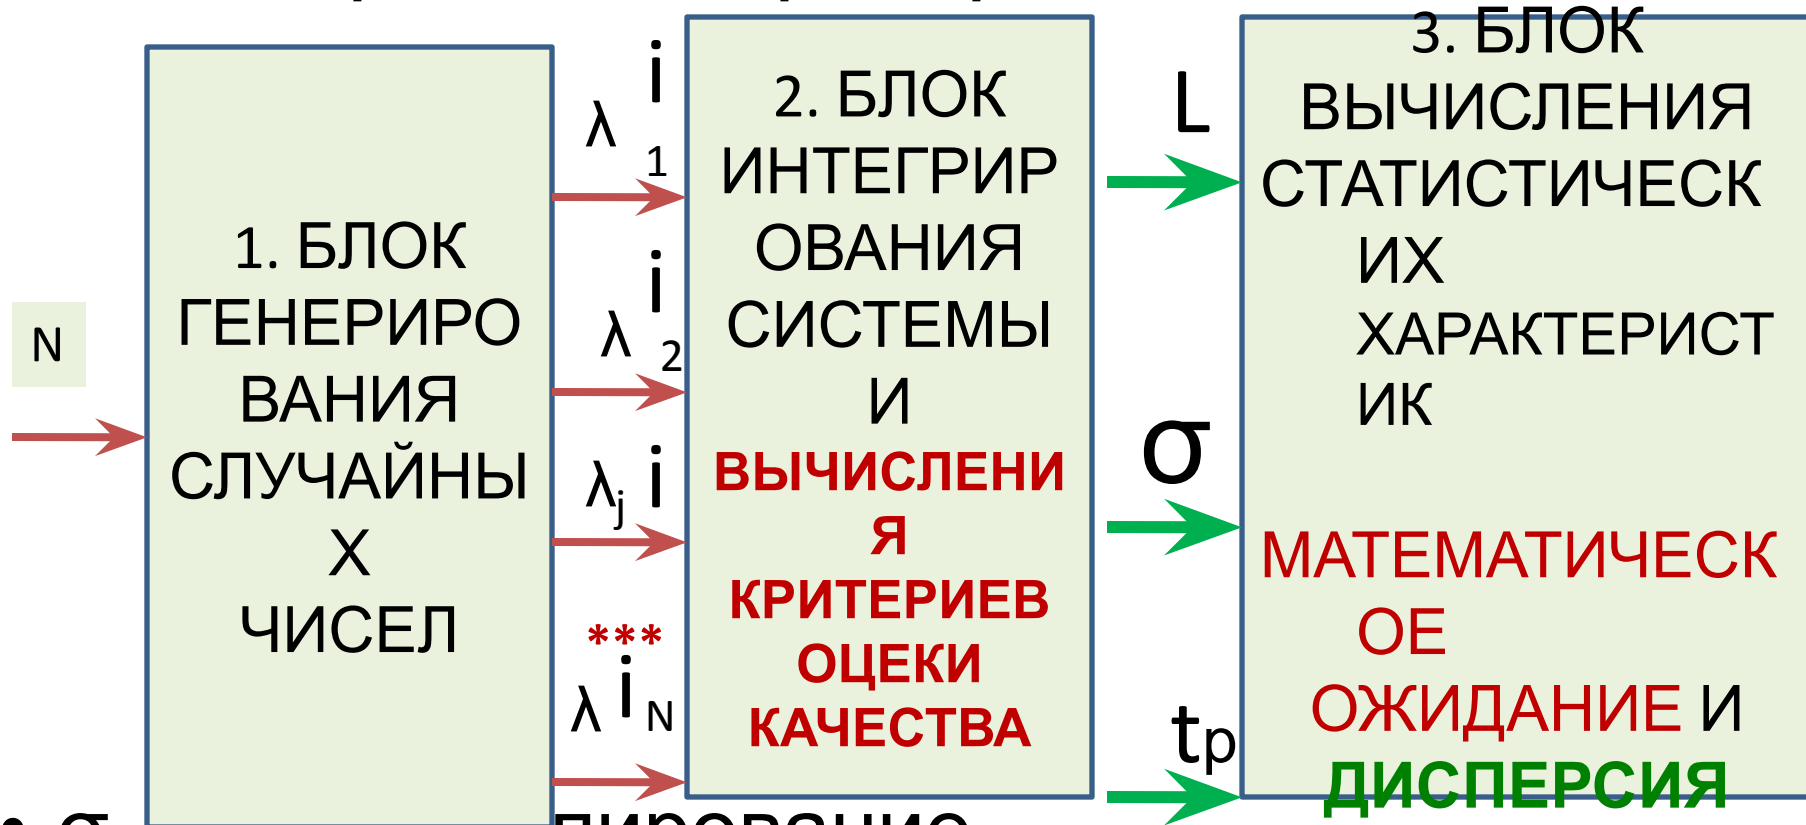 N
1. БЛОК
ГЕНЕРИРО
ВАНИЯ
СЛУЧАЙНЫ
Х
ЧИСЕЛ
λ i 1
λ i 2
λj i
***
λ i N
2. БЛОК
ИНТЕГРИР
ОВАНИЯ
СИСТЕМЫ
И
ВЫЧИСЛЕНИ
Я
КРИТЕРИЕВ
ОЦЕКИ
КАЧЕСТВА
L
σ
tp
3. БЛОК
ВЫЧИСЛЕНИЯ
СТАТИСТИЧЕСК
ИХ
ХАРАКТЕРИСТ
ИК
МАТЕМАТИЧЕСК
ОЕ
ОЖИДАНИЕ И
ДИСПЕРСИЯ